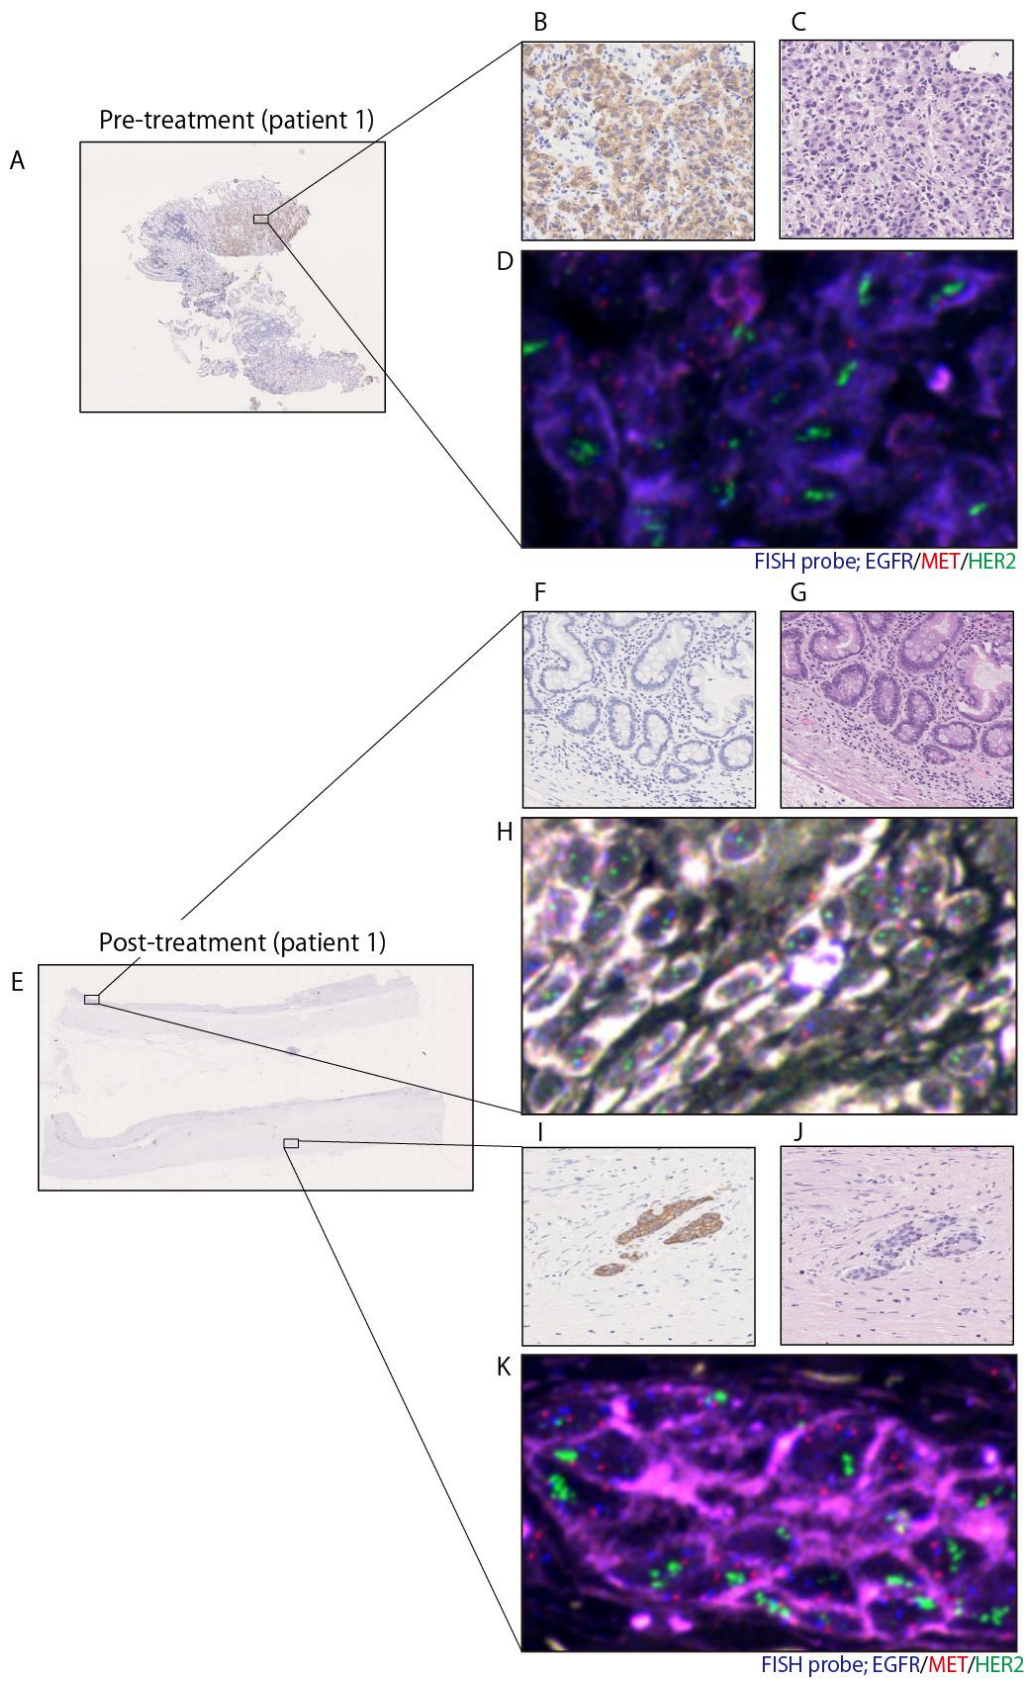 B
C
Pre-treatment (patient 1)
A
D
FISH probe; EGFR/MET/HER2
F
G
H
Post-treatment (patient 1)
E
I
J
K
FISH probe; EGFR/MET/HER2